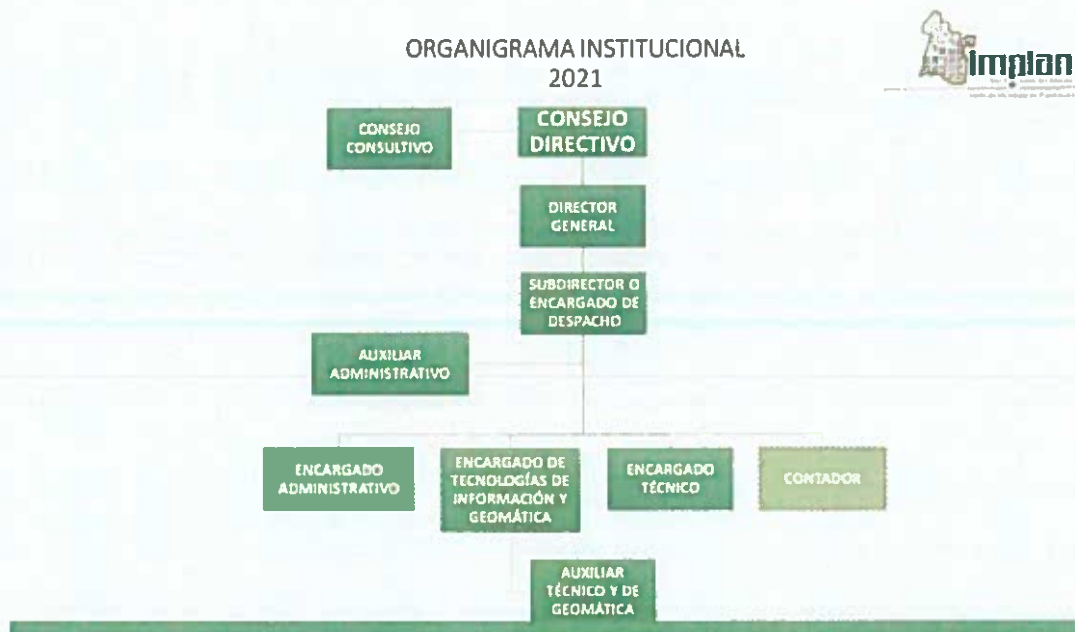 ORGANIGRAMA INSTITUCIONAL
2021
implan
CONSEJO
CONSULTIVO
CONSEJO
DIRECTIVO
DIRECTOR
GENERAL
SUBDIRECTOR O
ENCARGADO DE
DESPACHO
AUXILIAR
ADMINISTRATIVO
ENCARGADO
ADMINISTRATIVO
ENCARGADO DE
TECNOLOGÍAS DE
INFORMACIÓN Y
GEOMÁTICA
ENCARGADO
TÉCNICO
CONTADOR
AUXILIAR
TÉCNICO Y DE
GEOMÁTICA